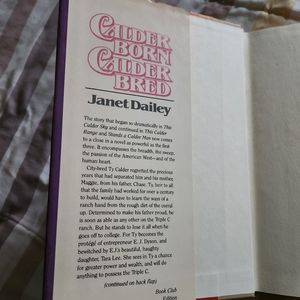 CALDER
BORN
CALDER
BRED
Janet Dailey
The story that began so dramatically in This
Calder Sky and continued in This Calder
Range and Stands a Calder Man now comes
to a close in a novel as powerful as the first
three. It encompasses the breadth, the sweep,
the passion of the American West—and of the
human heart.
City-bred Ty Calder regretted the precious
years that had separated him and his mother,
Maggie, from his father, Chase. Ty, heir to all
that the family had worked for over a century
to build, would have to learn the ways of a
ranch hand from the rough dirt of the corral
up. Determined to make his father proud, he
is soon as able as any other on the Triple C
ranch. But he stands to lose it all when he
goes off to college. For Ty becomes the
protégé of entrepreneur E. J. Dyson, and
bewitched by E.J's beautiful, haughty
daughter, Tara Lee. She sees in Ty a chance
for greater power and wealth, and will do
anything to possess the Triple C.
(continued on back flap)
Book Club
Edition